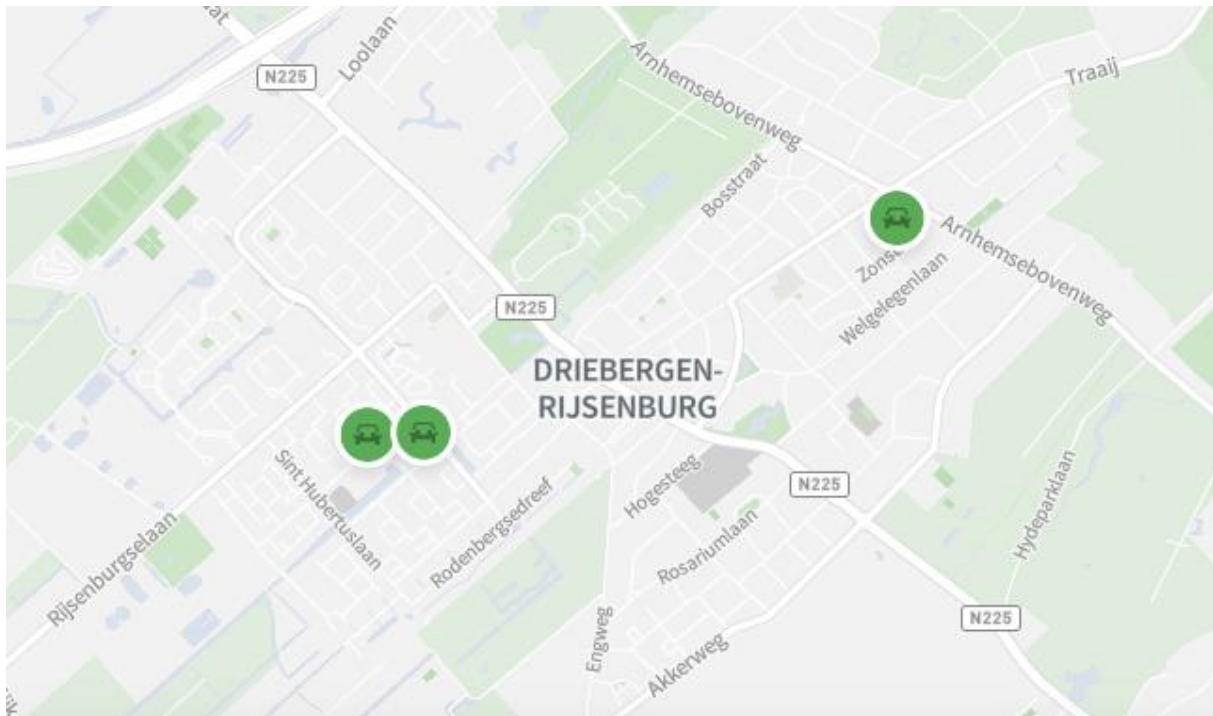 at
N225
Loolaan
Arnhemsebovenweg
Traaij
Bosstraat
Arnhemsebovenweg
Welgelegenlaan
N225
DRIEBERGEN-
RIJSENBURG
Sint Hubertuslaan
Rijsenburgselaan
Rodenbergsedreef
Hogesteeg
N225
Rosariumlaan
Hydeparklaan
N225
Engweg
Akkerweg